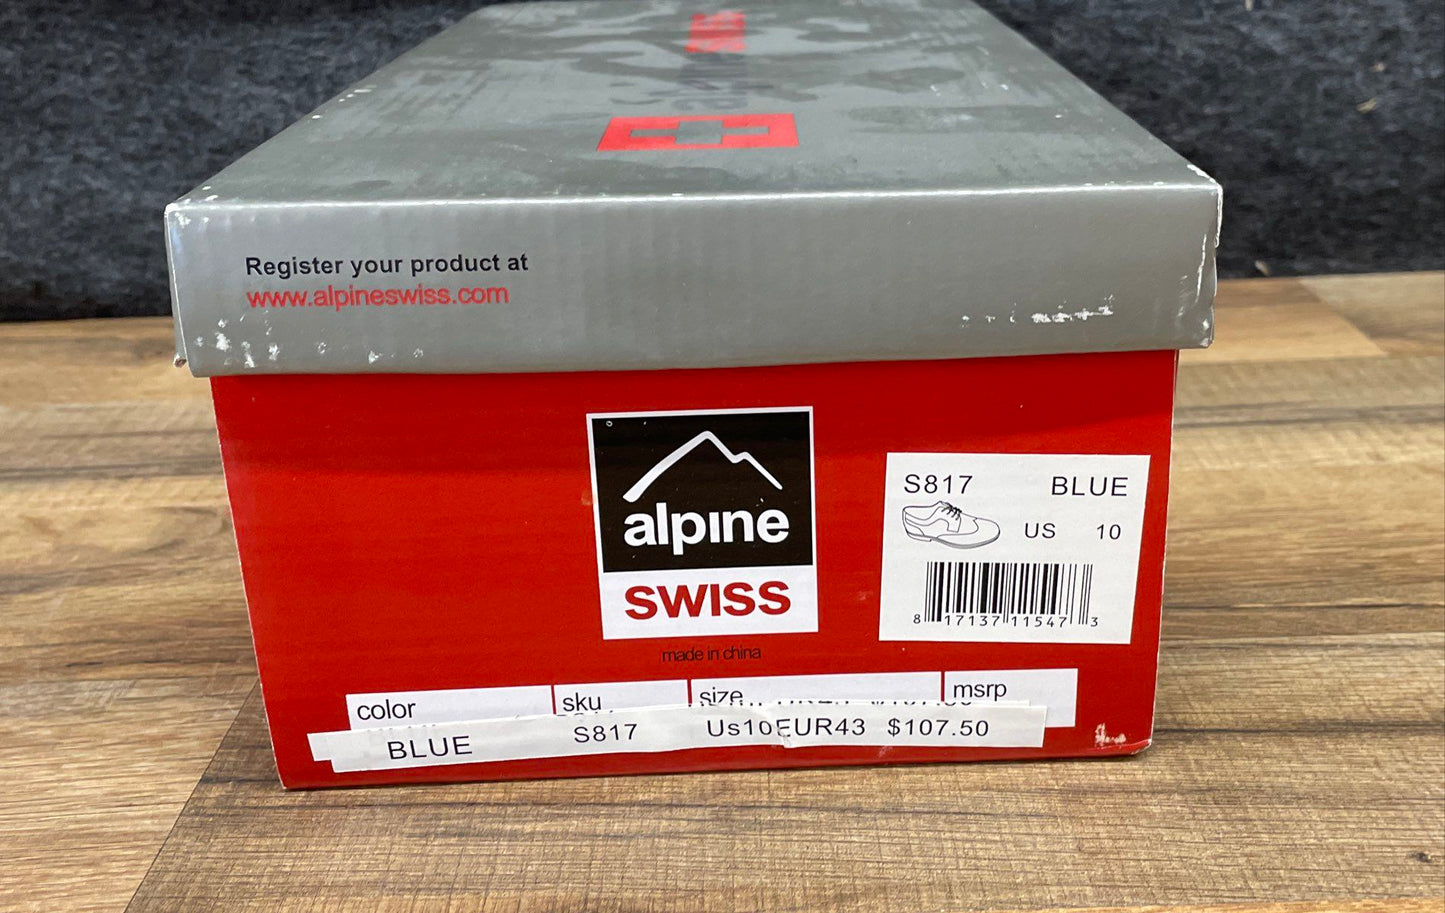 alpineswiss
Register your product at
www.alpineswiss.com
alpine
SWISS
made in china
S817 BLUE
US 10
8 17137 11547 3
color sku size msrp
BLUE S817 Us10EUR43 $107.50